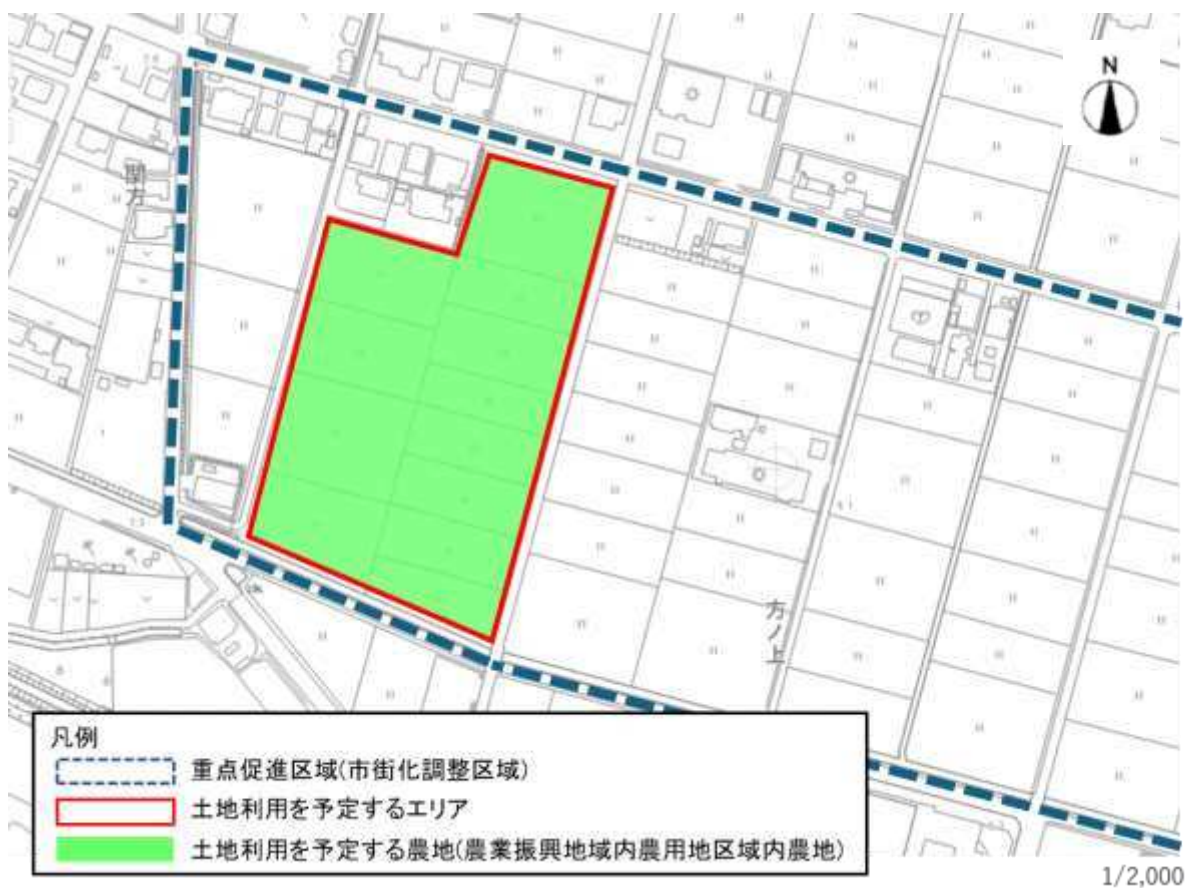 N
関方
方ノ上
凡例
重点促進区域(市街化調整区域)
土地利用を予定するエリア
土地利用を予定する農地(農業振興地域内農用地区域内農地)
1/2,000